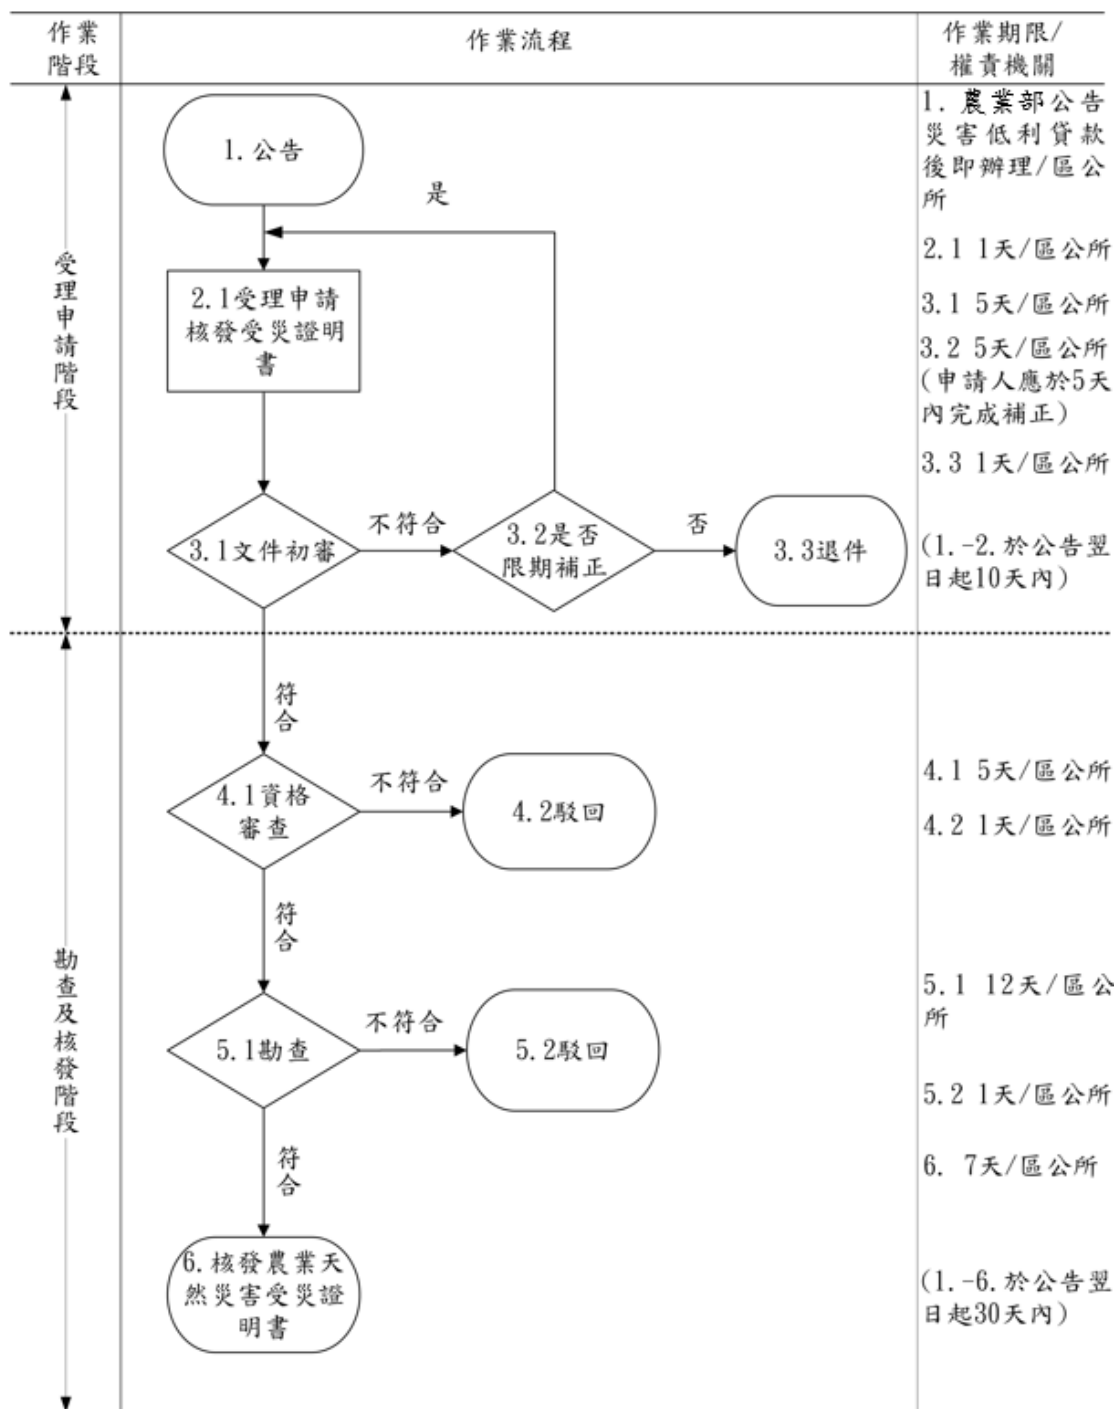 作業
階段
作業流程
作業期限/
權責機關
受理申請階段
1.公告
是
2.1受理申請
核發受災證明
書
3.1文件初審
不符合
3.2是否
限期補正
否
3.3退件
1. 農業部公告
災害低利貸款
後即辦理/區公
所
2.1 1天/區公所
3.1 5天/區公所
3.2 5天/區公所
(申請人應於5天
內完成補正)
3.3 1天/區公所
(1.-2.於公告翌
日起10天內)
勘查及核發階段
符合
4.1資格
審查
不符合
4.2駁回
符合
5.1勘查
不符合
5.2駁回
符合
6.核發農業天
然災害受災證
明書
4.1 5天/區公所
4.2 1天/區公所
5.1 12天/區公
所
5.2 1天/區公所
6. 7天/區公所
(1.-6.於公告翌
日起30天內)